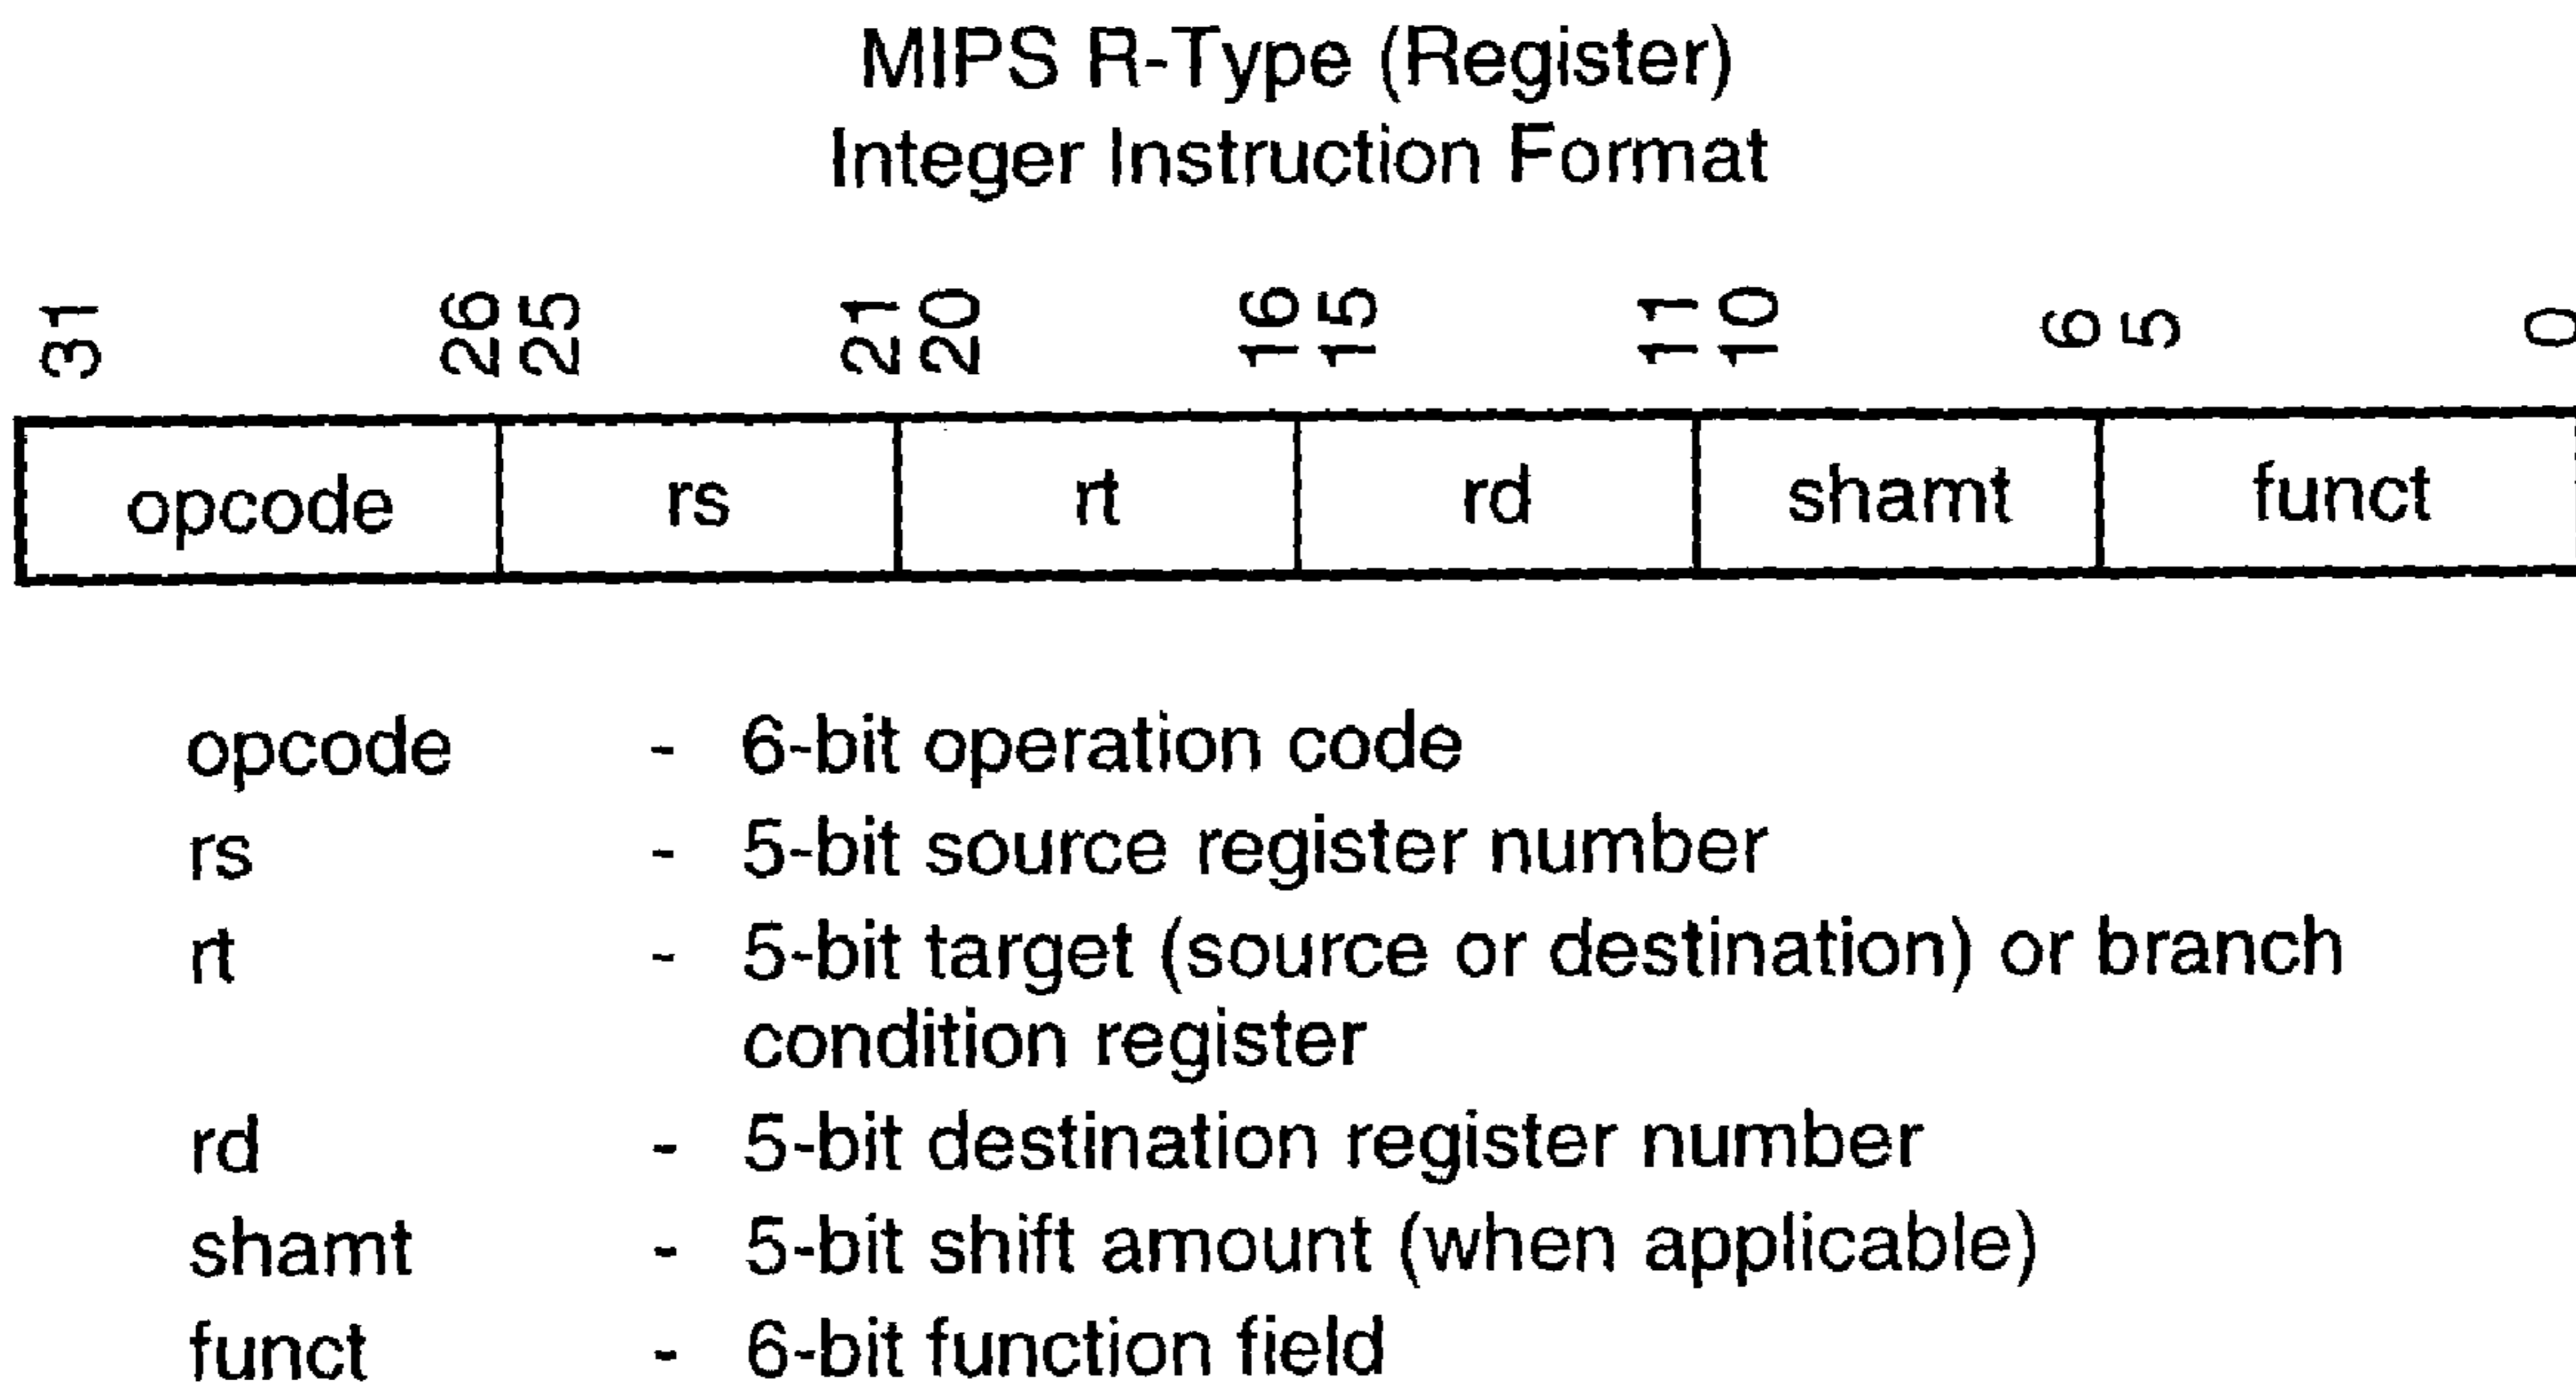 MIPS R-Type (Register)
Integer Instruction Format
31 26 25 21 20 16 15 11 10 6 5 0
opcode rs rt rd shamt funct
opcode - 6-bit operation code
rs - 5-bit source register number
rt - 5-bit target (source or destination) or branch
condition register
rd - 5-bit destination register number
shamt - 5-bit shift amount (when applicable)
funct - 6-bit function field